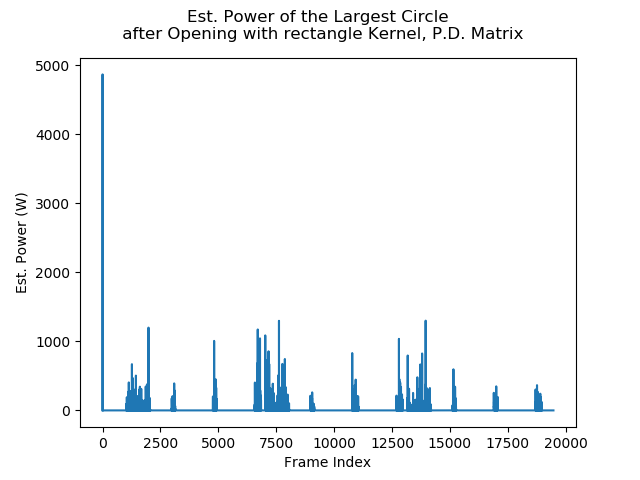 Est. Power of the Largest Circle
after Opening with rectangle Kernel, P.D. Matrix
5000
4000
3000
2000
1000
0
Est. Power (W)
0 2500 5000 7500 10000 12500 15000 17500 20000
Frame Index